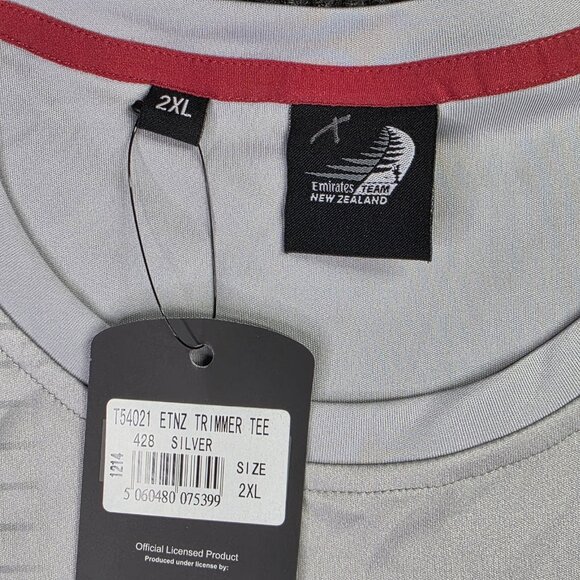 2XL
Emirates TEAM
NEW ZEALAND
T54021 ETNZ TRIMMER TEE
428 SILVER
1214
SIZE
5 060480 075399
2XL
Official Licensed Product
Produced under license by: